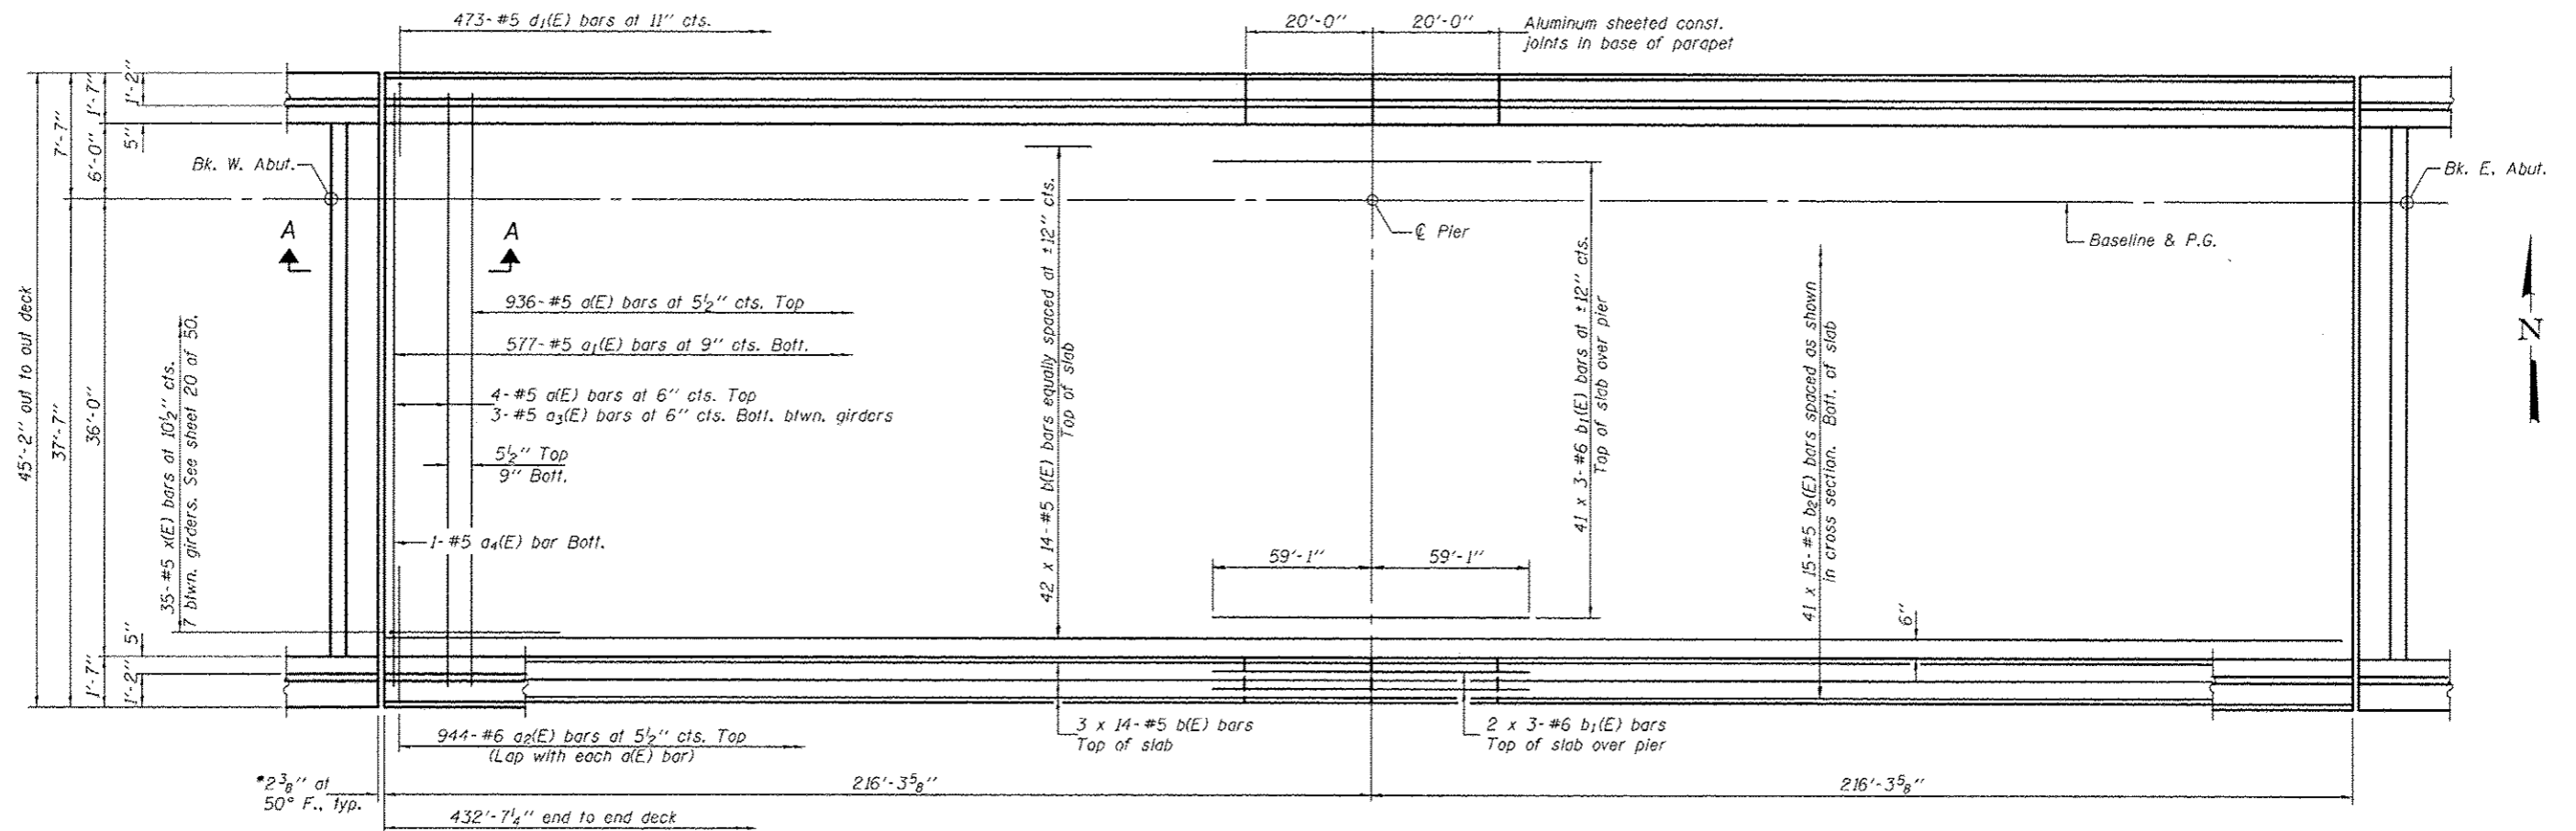 473-#5 d1(E) bars at 11" cts.
20'-0"
20'-0"
Aluminum sheeted const.
joints in base of parapet
1'-2"
1'-7"
5"
7'-7"
6'-0"
Bk. W. Abut.
Bk. E. Abut.
℄ Pier
Baseline & P.G.
A
A
N
45'-2" out to out deck
37'-7"
36'-0"
35-#5 x(E) bars at 10½" cts.
7 btwn. girders. See sheet 20 of 50.
936-#5 a(E) bars at 5½" cts. Top
577-#5 a1(E) bars at 9" cts. Bott.
4-#5 a(E) bars at 6" cts. Top
3-#5 a3(E) bars at 6" cts. Bott. btwn. girders
5½" Top
9" Bott.
1-#5 a4(E) bar Bott.
42 x 14-#5 b(E) bars equally spaced at ±12" cts.
Top of slab
41 x 3-#6 b1(E) bars at ±12" cts.
Top of slab over pier
41 x 15-#5 b2(E) bars spaced as shown
in cross section. Bott. of slab
59'-1"
59'-1"
6"
5"
1'-7"
1'-2"
944-#6 a2(E) bars at 5½" cts. Top
(Lap with each a(E) bar)
3 x 14-#5 b(E) bars
Top of slab
2 x 3-#6 b1(E) bars
Top of slab over pier
*2⅜" at
50° F., typ.
216'-3⅝"
216'-3⅝"
432'-7¼" end to end deck